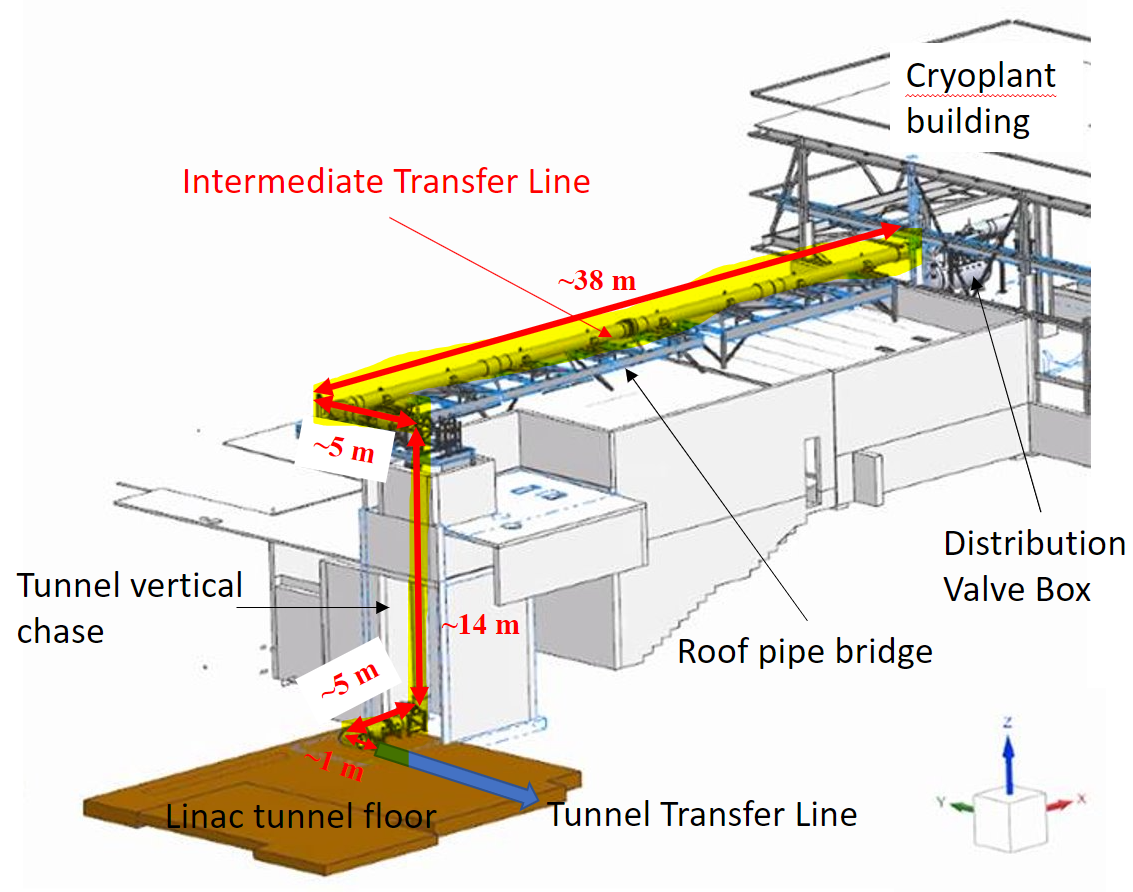 Cryoplant
building
Intermediate Transfer Line
~38 m
~5 m
Distribution
Valve Box
Tunnel vertical
chase
~14 m
Roof pipe bridge
~5 m
~1 m
Linac tunnel floor
Tunnel Transfer Line
Z
Y
X